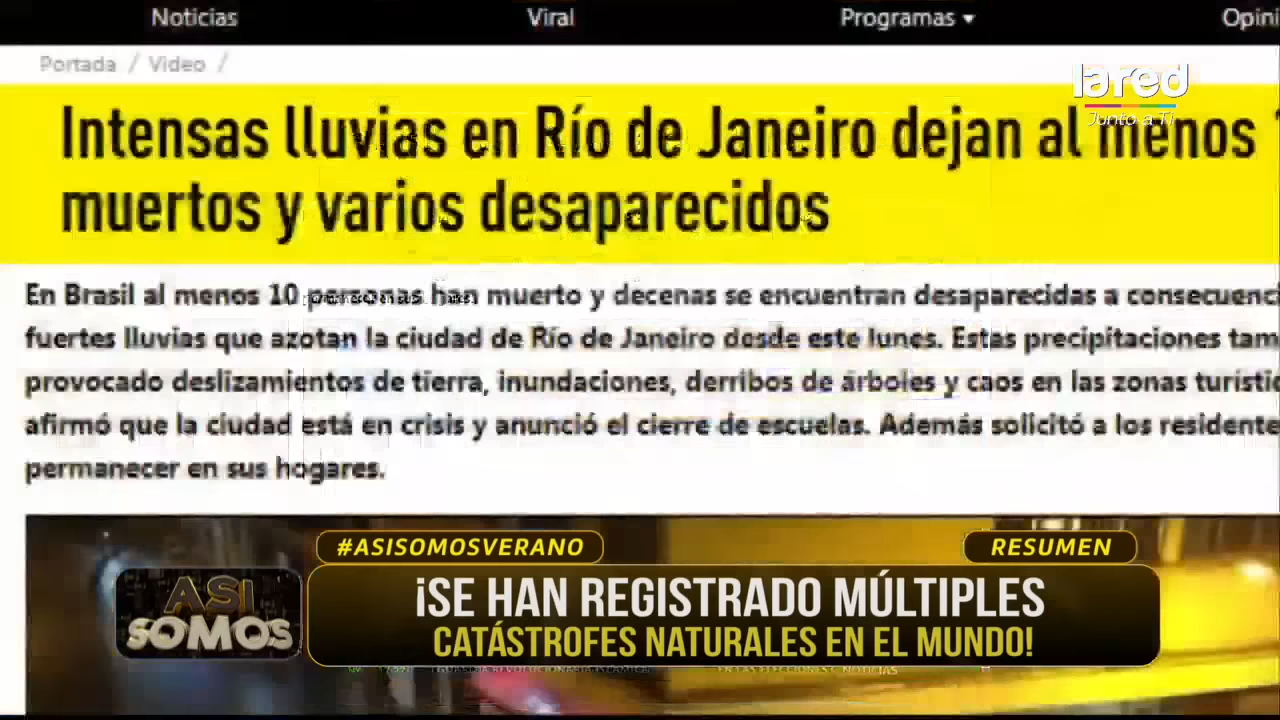 Noticias Viral Programas Opini
Portada / Video /
lared
Junto a Ti
Intensas lluvias en Río de Janeiro dejan al menos
muertos y varios desaparecidos
En Brasil al menos 10 personas han muerto y decenas se encuentran desaparecidas a consecuenci
fuertes lluvias que azotan la ciudad de Río de Janeiro desde este lunes. Estas precipitaciones tam
provocado deslizamientos de tierra, inundaciones, derribos de árboles y caos en las zonas turístic
afirmó que la ciudad está en crisis y anunció el cierre de escuelas. Además solicitó a los residente
permanecer en sus hogares.
#ASISOMOSVERANO
RESUMEN
ASI
SOMOS
¡SE HAN REGISTRADO MÚLTIPLES
CATÁSTROFES NATURALES EN EL MUNDO!